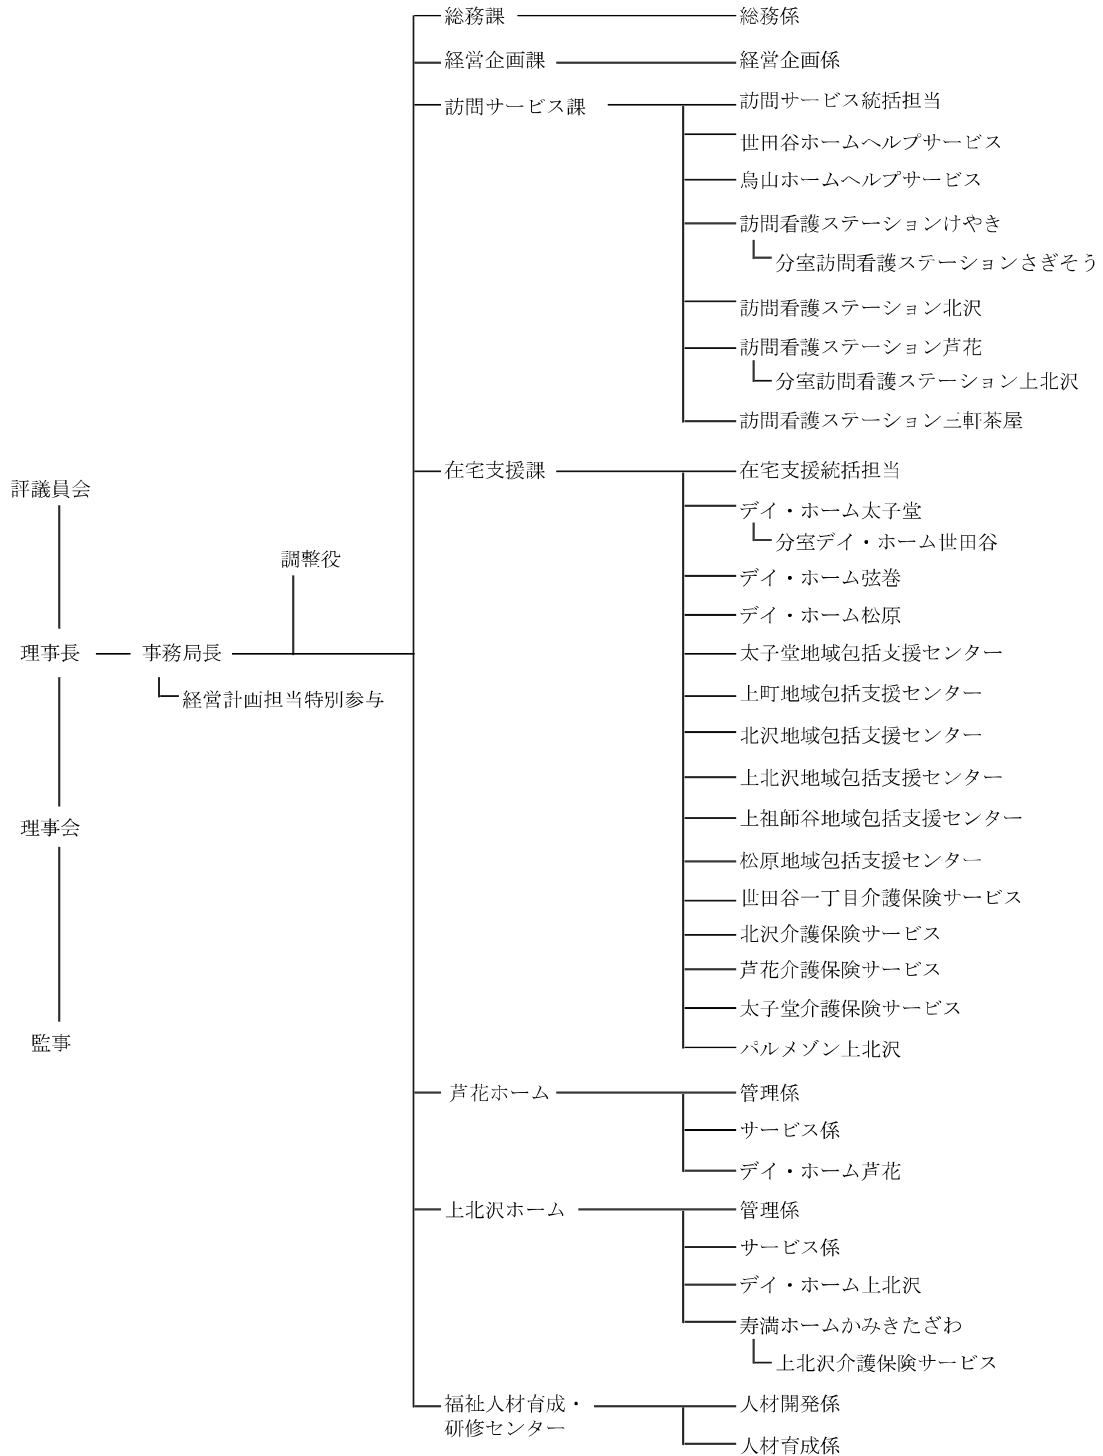 評議員会
理事長
理事会
監事
事務局長
経営計画担当特別参与
調整役
総務課
総務係
経営企画課
経営企画係
訪問サービス課
訪問サービス統括担当
世田谷ホームヘルプサービス
烏山ホームヘルプサービス
訪問看護ステーションけやき
分室訪問看護ステーションさぎそう
訪問看護ステーション北沢
訪問看護ステーション芦花
分室訪問看護ステーション上北沢
訪問看護ステーション三軒茶屋
在宅支援課
在宅支援統括担当
デイ・ホーム太子堂
分室デイ・ホーム世田谷
デイ・ホーム弦巻
デイ・ホーム松原
太子堂地域包括支援センター
上町地域包括支援センター
北沢地域包括支援センター
上北沢地域包括支援センター
上祖師谷地域包括支援センター
松原地域包括支援センター
世田谷一丁目介護保険サービス
北沢介護保険サービス
芦花介護保険サービス
太子堂介護保険サービス
パルメゾン上北沢
芦花ホーム
管理係
サービス係
デイ・ホーム芦花
上北沢ホーム
管理係
サービス係
デイ・ホーム上北沢
寿満ホームかみきたざわ
上北沢介護保険サービス
福祉人材育成・
研修センター
人材開発係
人材育成係